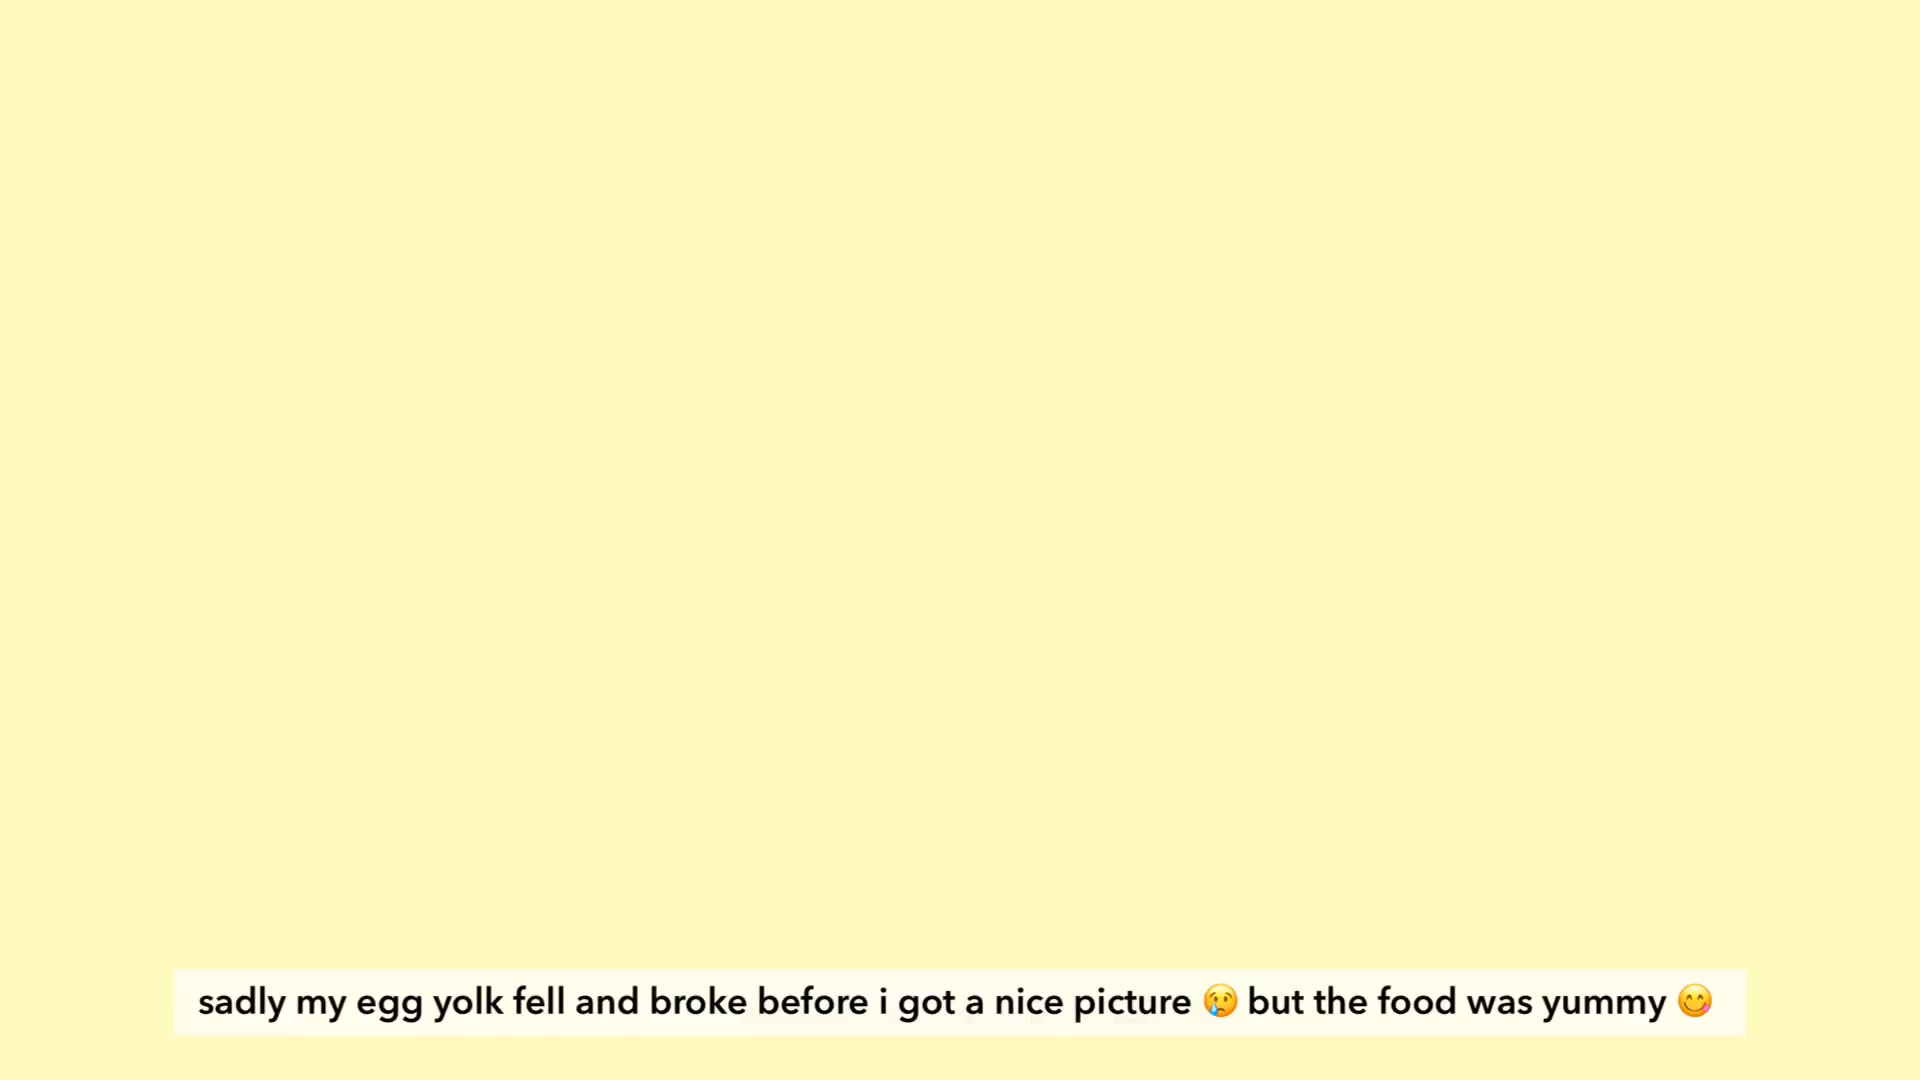 sadly my egg yolk fell and broke before i got a nice picture 😢 but the food was yummy 😋